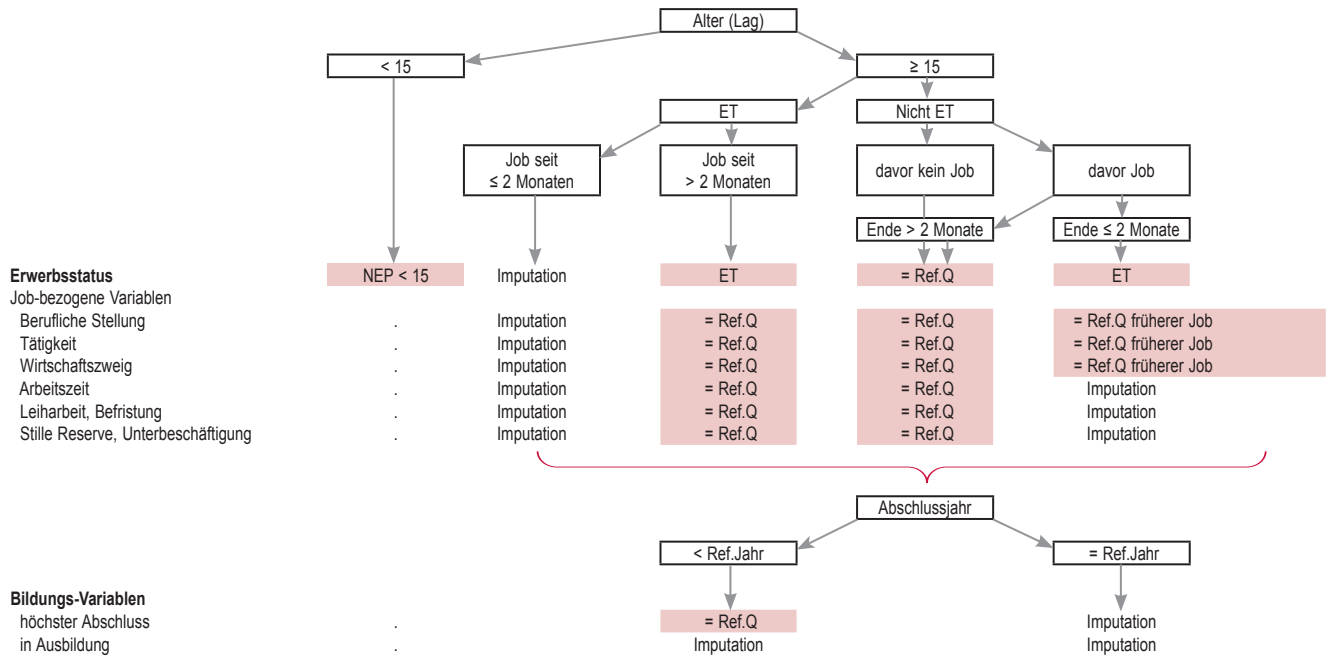 Alter (Lag)
< 15
≥ 15
ET
Nicht ET
Job seit
≤ 2 Monaten
Job seit
> 2 Monaten
davor kein Job
davor Job
Ende > 2 Monate
Ende ≤ 2 Monate
Erwerbsstatus NEP < 15 Imputation ET = Ref.Q ET
Job-bezogene Variablen
Berufliche Stellung . Imputation = Ref.Q = Ref.Q = Ref.Q früherer Job
Tätigkeit . Imputation = Ref.Q = Ref.Q = Ref.Q früherer Job
Wirtschaftszweig . Imputation = Ref.Q = Ref.Q = Ref.Q früherer Job
Arbeitszeit . Imputation = Ref.Q = Ref.Q Imputation
Leiharbeit, Befristung . Imputation = Ref.Q = Ref.Q Imputation
Stille Reserve, Unterbeschäftigung . Imputation = Ref.Q = Ref.Q Imputation
Abschlussjahr
< Ref.Jahr
= Ref.Jahr
Bildungs-Variablen
höchster Abschluss . = Ref.Q Imputation
in Ausbildung . Imputation Imputation